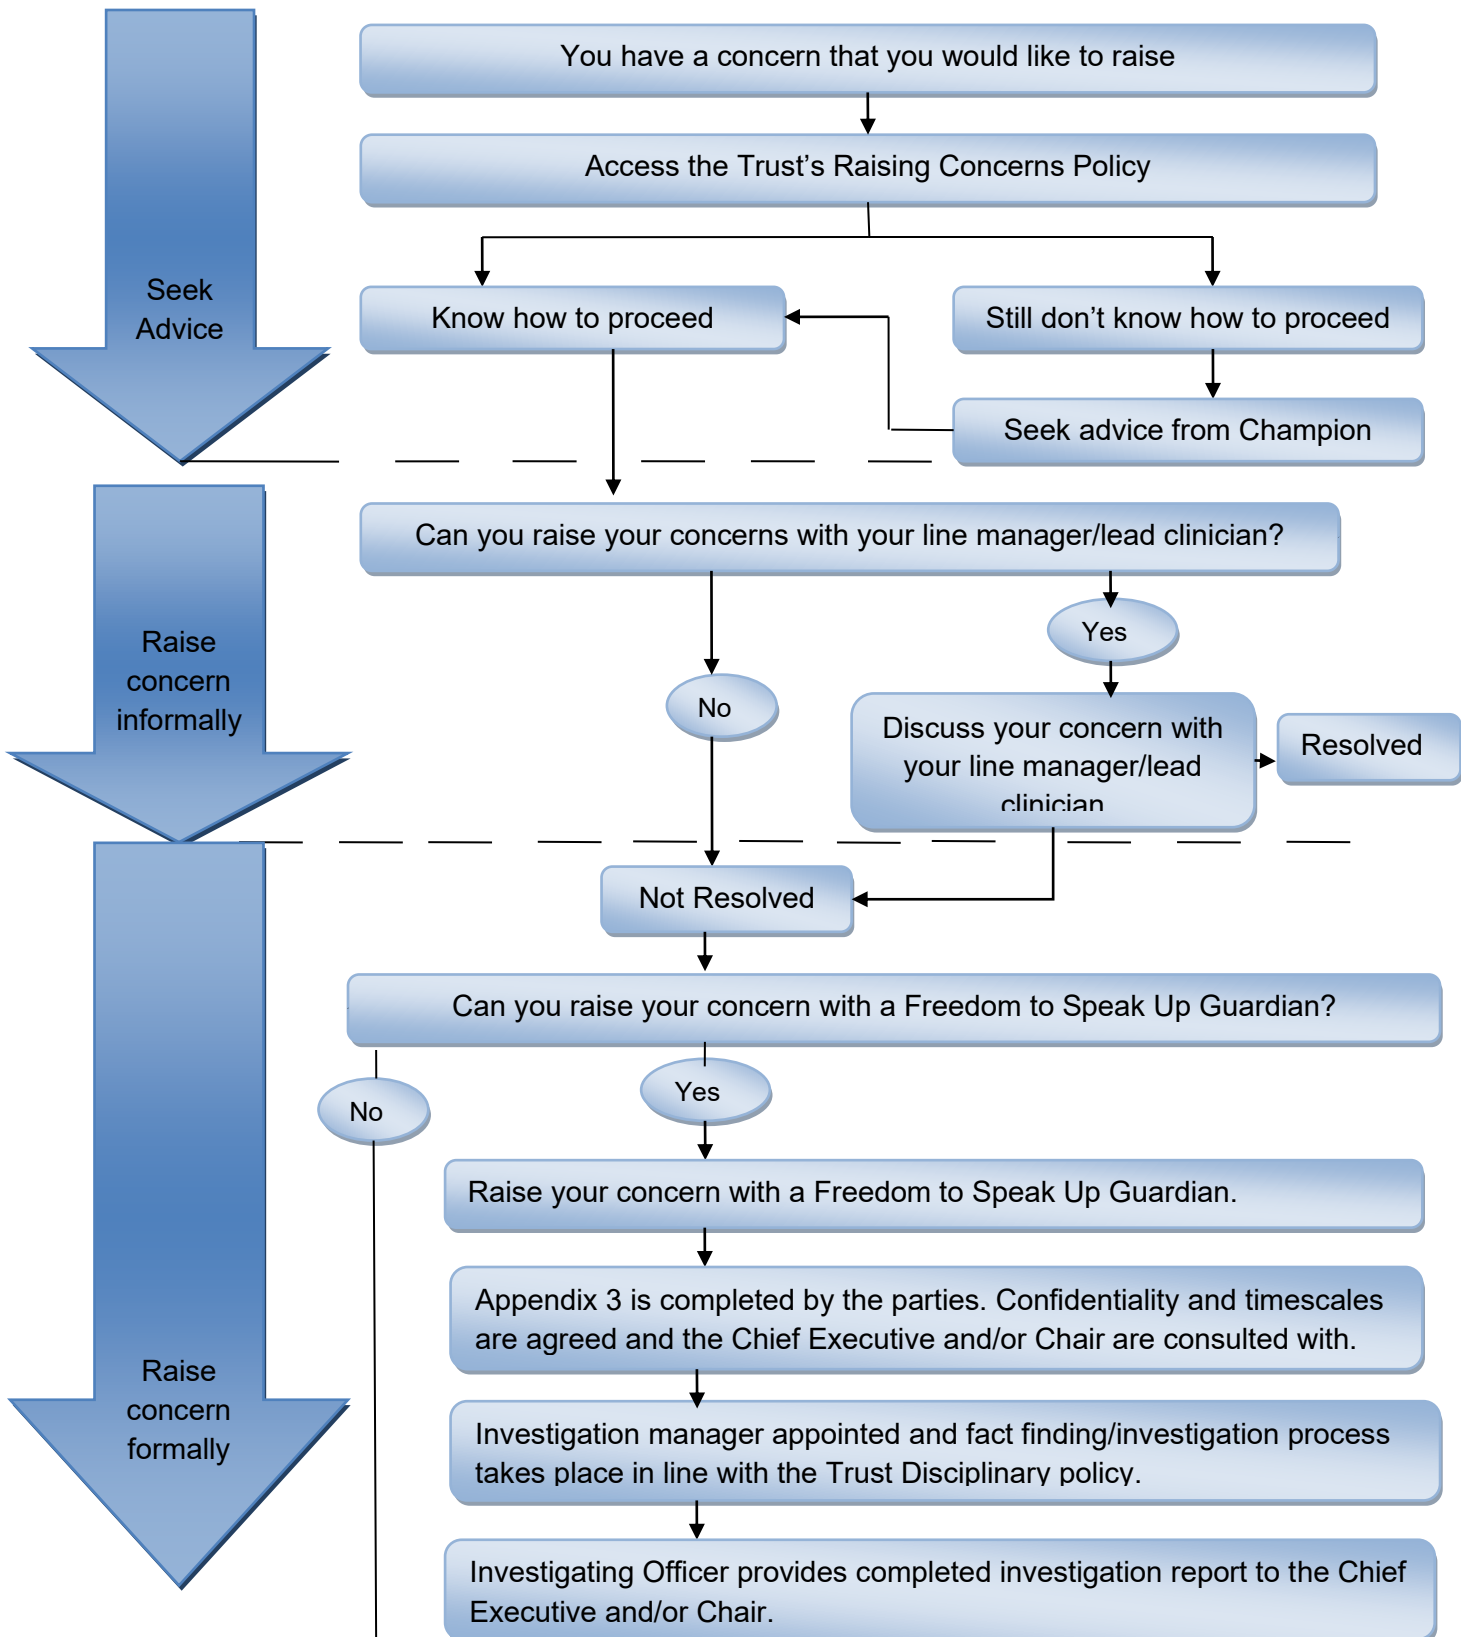 You have a concern that you would like to raise
Access the Trust’s Raising Concerns Policy
Seek
Advice
Know how to proceed
Still don’t know how to proceed
Seek advice from Champion
Can you raise your concerns with your line manager/lead clinician?
Raise
concern
informally
Yes
No
Discuss your concern with
your line manager/lead
clinician
Resolved
Not Resolved
Can you raise your concern with a Freedom to Speak Up Guardian?
No
Yes
Raise your concern with a Freedom to Speak Up Guardian.
Appendix 3 is completed by the parties. Confidentiality and timescales
are agreed and the Chief Executive and/or Chair are consulted with.
Raise
concern
formally
Investigation manager appointed and fact finding/investigation process
takes place in line with the Trust Disciplinary policy.
Investigating Officer provides completed investigation report to the Chief
Executive and/or Chair.